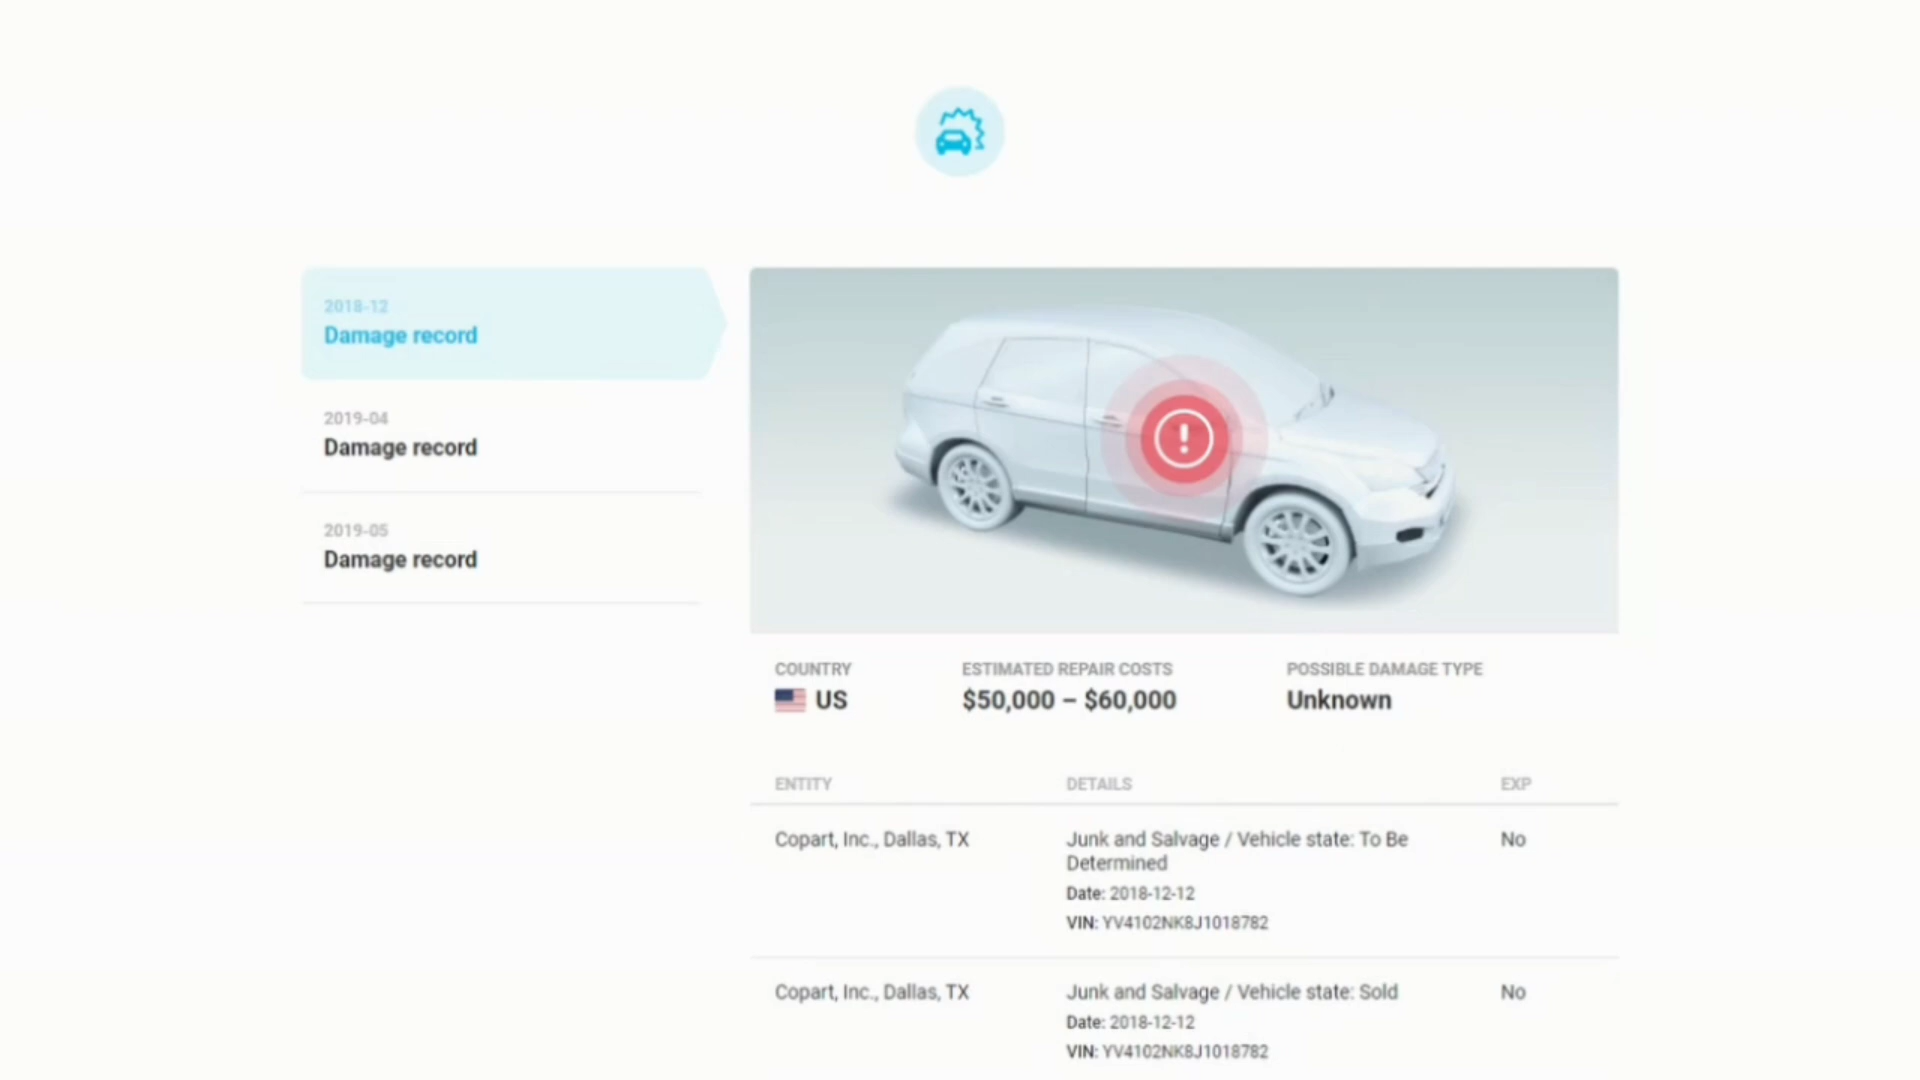 2018-12
Damage record
2019-04
Damage record
2019-05
Damage record
COUNTRY
US
ESTIMATED REPAIR COSTS
$50,000 – $60,000
POSSIBLE DAMAGE TYPE
Unknown
ENTITY
DETAILS
EXP
Copart, Inc., Dallas, TX
Junk and Salvage / Vehicle state: To Be
Determined
Date: 2018-12-12
VIN: YV4102NK8J1018782
No
Copart, Inc., Dallas, TX
Junk and Salvage / Vehicle state: Sold
Date: 2018-12-12
VIN: YV4102NK8J1018782
No